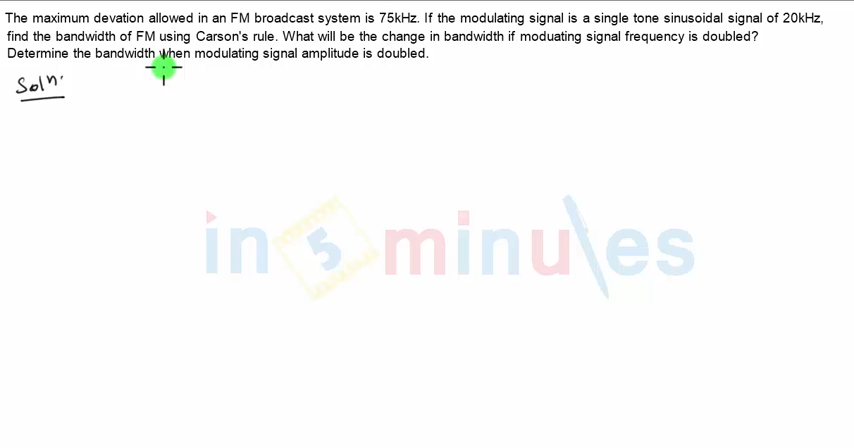 The maximum devation allowed in an FM broadcast system is 75kHz. If the modulating signal is a single tone sinusoidal signal of 20kHz,
find the bandwidth of FM using Carson's rule. What will be the change in bandwidth if moduating signal frequency is doubled?
Determine the bandwidth when modulating signal amplitude is doubled.
Soln.
in 5 minutes